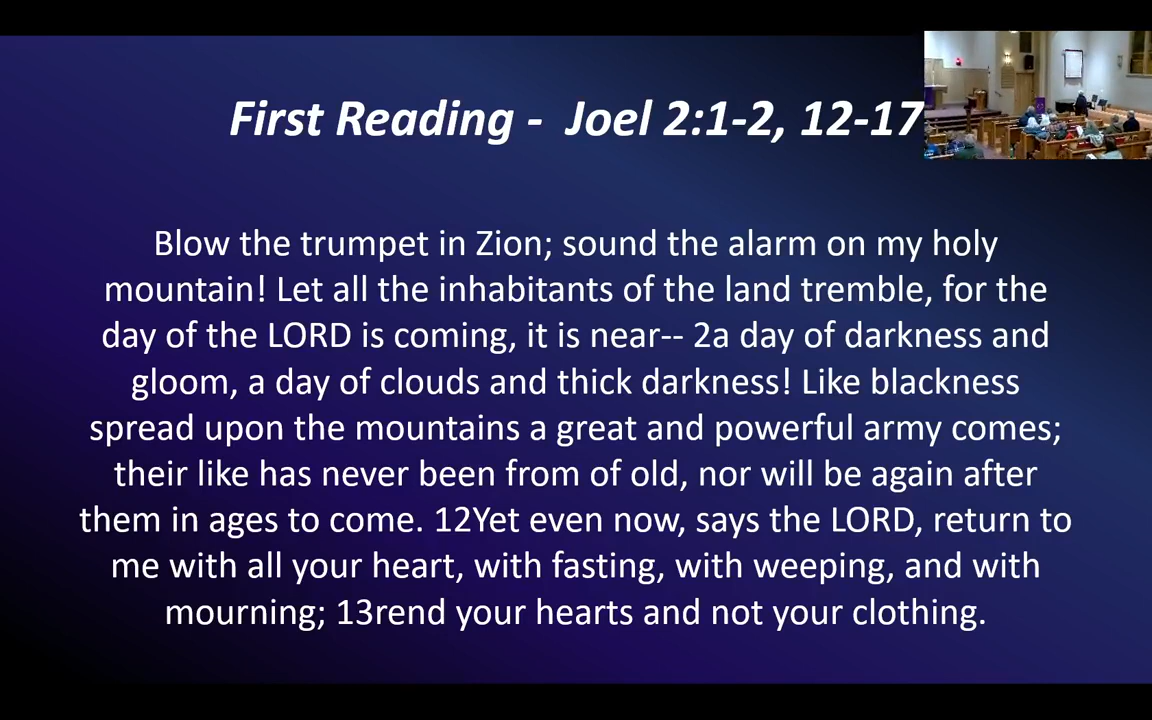 First Reading -  Joel 2:1-2, 12-17
Blow the trumpet in Zion; sound the alarm on my holy
mountain! Let all the inhabitants of the land tremble, for the
day of the LORD is coming, it is near-- 2a day of darkness and
gloom, a day of clouds and thick darkness! Like blackness
spread upon the mountains a great and powerful army comes;
their like has never been from of old, nor will be again after
them in ages to come. 12Yet even now, says the LORD, return to
me with all your heart, with fasting, with weeping, and with
mourning; 13rend your hearts and not your clothing.